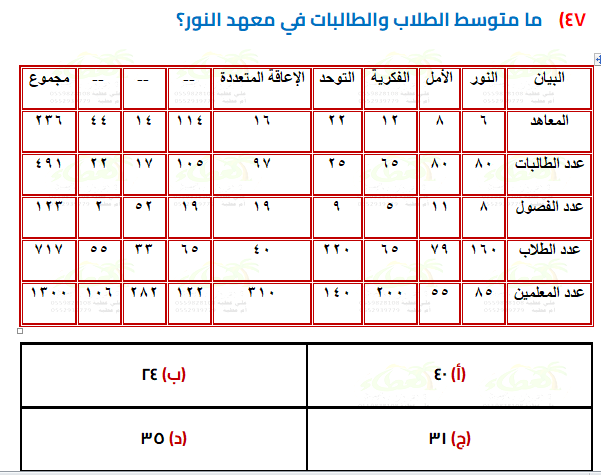 ٤٧) ما متوسط الطلاب والطالبات في معهد النور؟
البيان النور الأمل الفكرية التوحد الإعاقة المتعددة -- -- -- مجموع
المعاهد ٦ ٨ ١٢ ٢٢ ١٦ ١١٤ ١٤ ٤٤ ٢٣٦
عدد الطالبات ٨٠ ٨٠ ٦٥ ٢٥ ٩٧ ١٠٥ ١٧ ٢٢ ٤٩١
عدد الفصول ٨ ١١ ٥ ٩ ١٩ ١٩ ٥٢ ٢ ١٢٣
عدد الطلاب ١٦٠ ٧٩ ٦٥ ٢٢٠ ٤٠ ٦٥ ٣٣ ٥٥ ٧١٧
عدد المعلمين ٨٥ ٥٥ ٢٠٠ ١٤٠ ٣١٠ ١٢٢ ٢٨٢ ١٠٦ ١٣٠٠
(أ) ٤٠ (ب) ٢٤
(ج) ٣١ (د) ٣٥